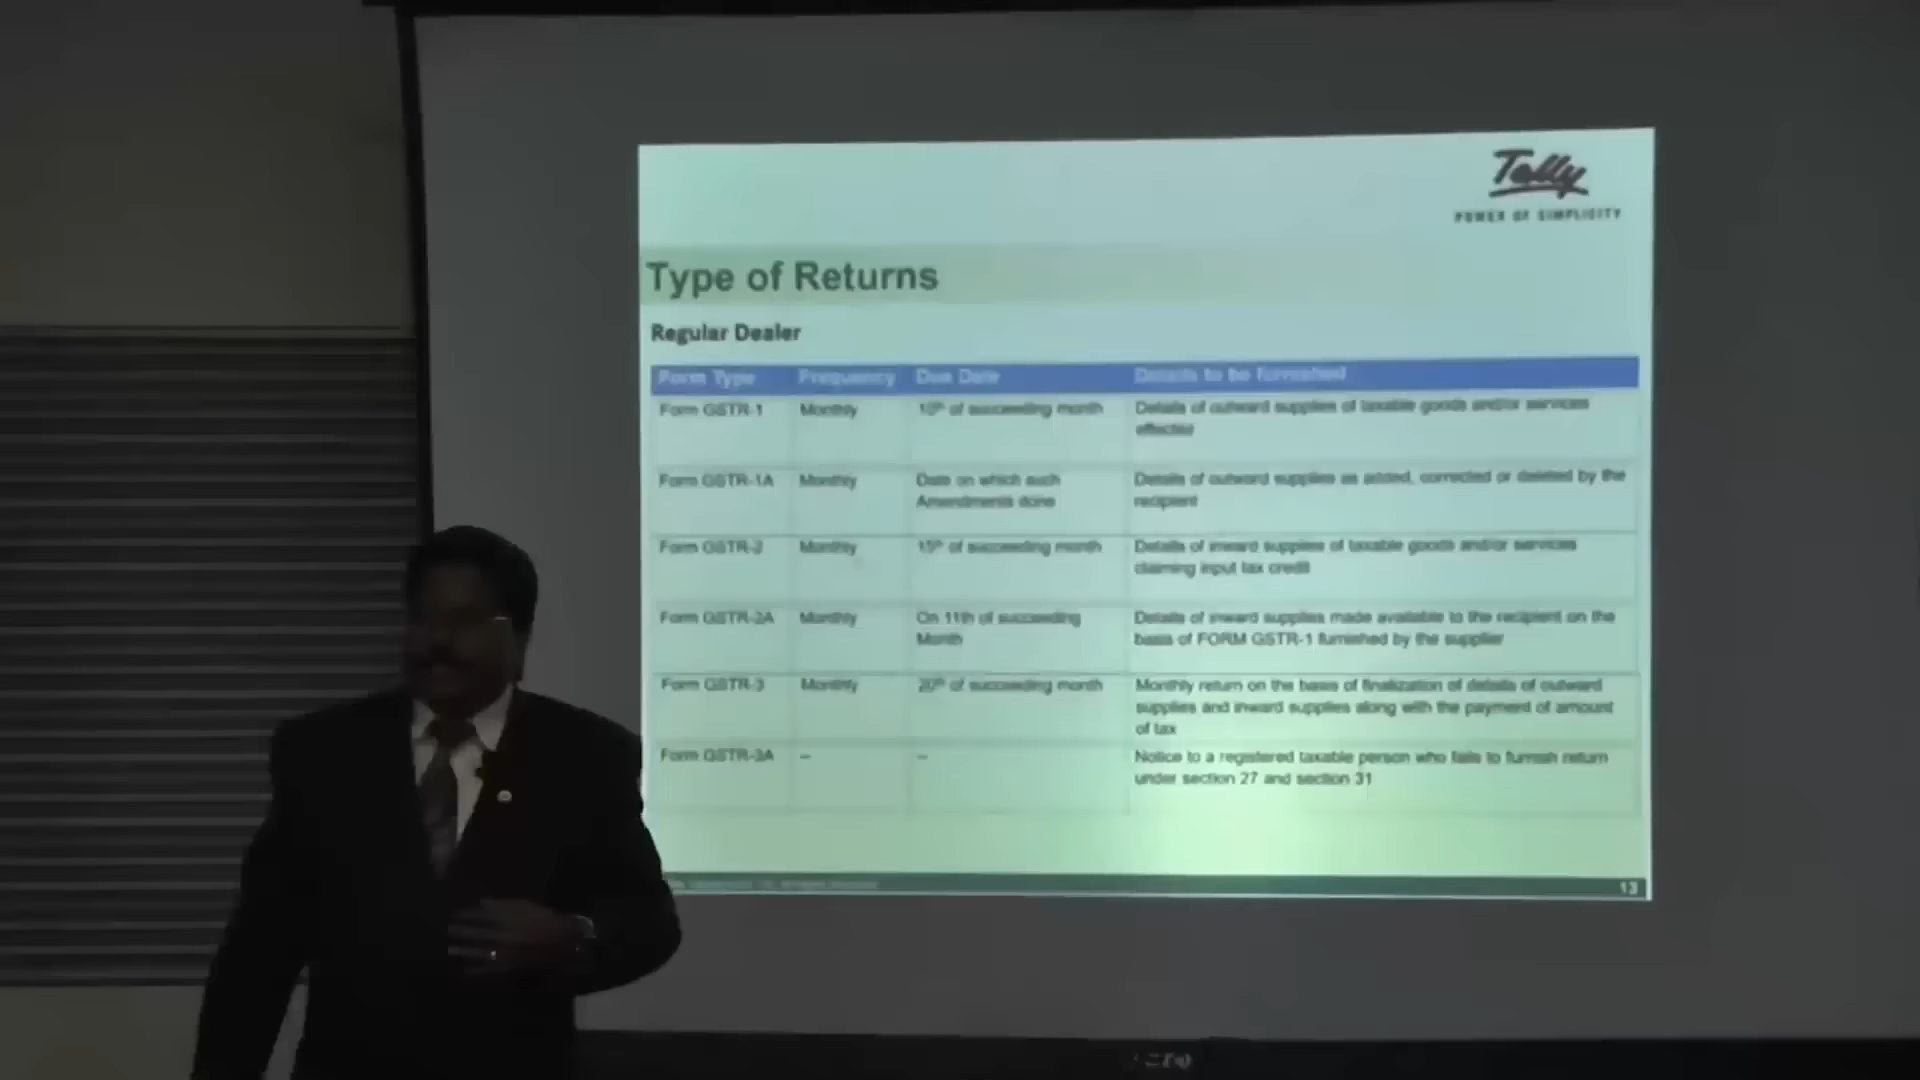 Tally
POWER OF SIMPLICITY
Type of Returns
Regular Dealer
Form Type Frequency Due Date Details to be furnished
Form GSTR-1 Monthly 10th of succeeding month Details of outward supplies of taxable goods and/or services
effected
Form GSTR-1A Monthly Date on which such Details of outward supplies as added, corrected or deleted by the
Amendments done recipient
Form GSTR-2 Monthly 15th of succeeding month Details of inward supplies of taxable goods and/or services
claiming input tax credit
Form GSTR-2A Monthly On 11th of succeeding Details of inward supplies made available to the recipient on the
Month basis of FORM GSTR-1 furnished by the supplier
Form GSTR-3 Monthly 20th of succeeding month Monthly return on the basis of finalization of details of outward
supplies and inward supplies along with the payment of amount
of tax
Form GSTR-3A – – Notice to a registered taxable person who fails to furnish return
under section 27 and section 31
13